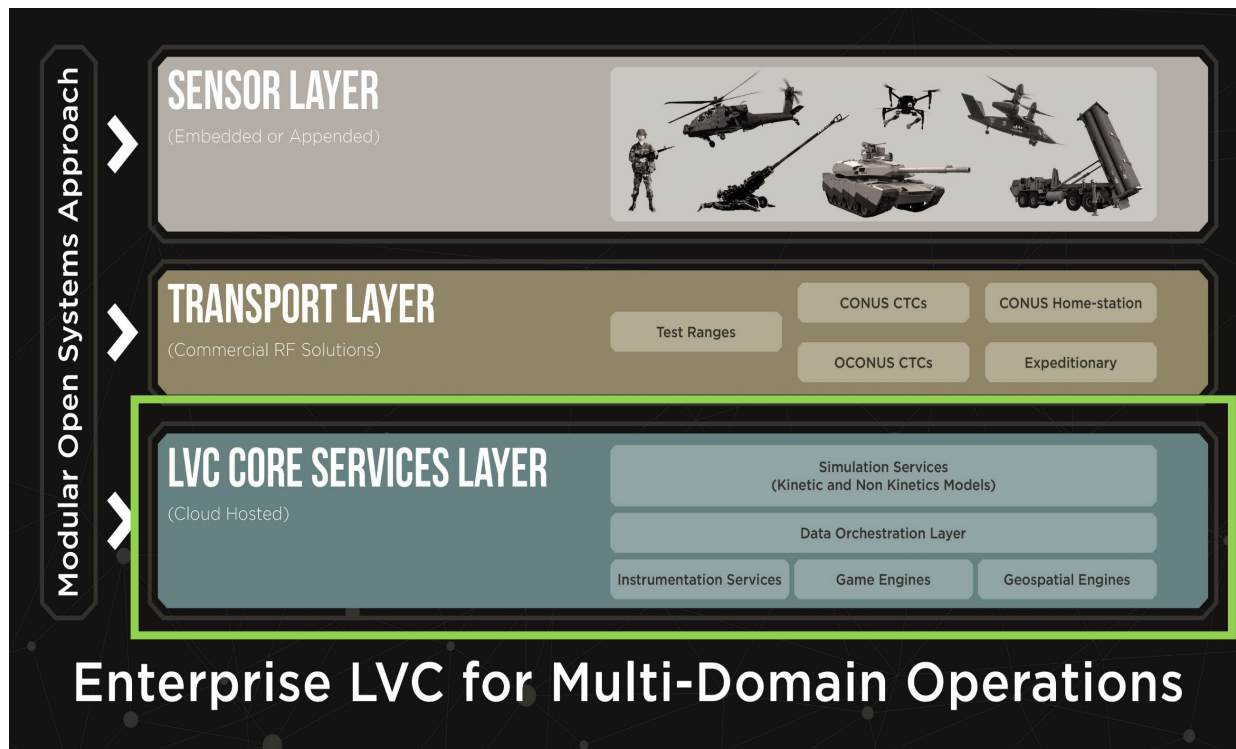 Modular Open Systems Approach
SENSOR LAYER
(Embedded or Appended)
TRANSPORT LAYER
(Commercial RF Solutions)
Test Ranges
CONUS CTCs
CONUS Home-station
OCONUS CTCs
Expeditionary
LVC CORE SERVICES LAYER
(Cloud Hosted)
Simulation Services
(Kinetic and Non Kinetics Models)
Data Orchestration Layer
Instrumentation Services
Game Engines
Geospatial Engines
Enterprise LVC for Multi-Domain Operations